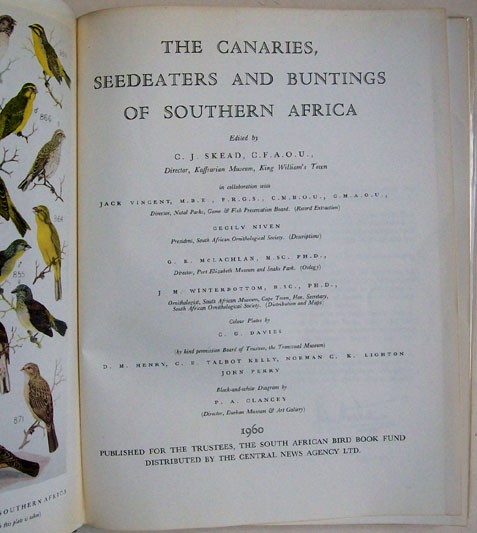 THE CANARIES,
SEEDEATERS AND BUNTINGS
OF SOUTHERN AFRICA
Edited by
C. J. SKEAD, C.F.A.O.U.,
Director, Kaffrarian Museum, King William's Town
in collaboration with
JACK VINCENT, M.B.E., F.R.O.S., C.M.B.O.U., C.M.A.O.U.,
Director, Natal Parks, Game & Fish Preservation Board. (Record Extraction)
CECILY NIVEN
President, South African Ornithological Society. (Descriptions)
G. R. McLACHLAN, M.SC, PH.D.,
Director, Port Elizabeth Museum and Snake Park. (Oology)
J. M. WINTERBOTTOM, B.SC., PH.D.,
Ornithologist, South African Museum, Cape Town, Hon. Secretary,
South African Ornithological Society. (Distribution and Maps)
Colour Plates by
C. G. DAVIES
(by kind permission Board of Trustees, the Transvaal Museum)
D. M. HENRY, C. E. TALBOT KELLY, NORMAN C. K. LIGHTON
JOHN PERRY
Black-and-white Diagram by
P. A. CLANCEY
(Director, Durban Museum & Art Gallery)
1960
PUBLISHED FOR THE TRUSTEES, THE SOUTH AFRICAN BIRD BOOK FUND
DISTRIBUTED BY THE CENTRAL NEWS AGENCY LTD.
866
855
871
SOUTHERN AFRICA